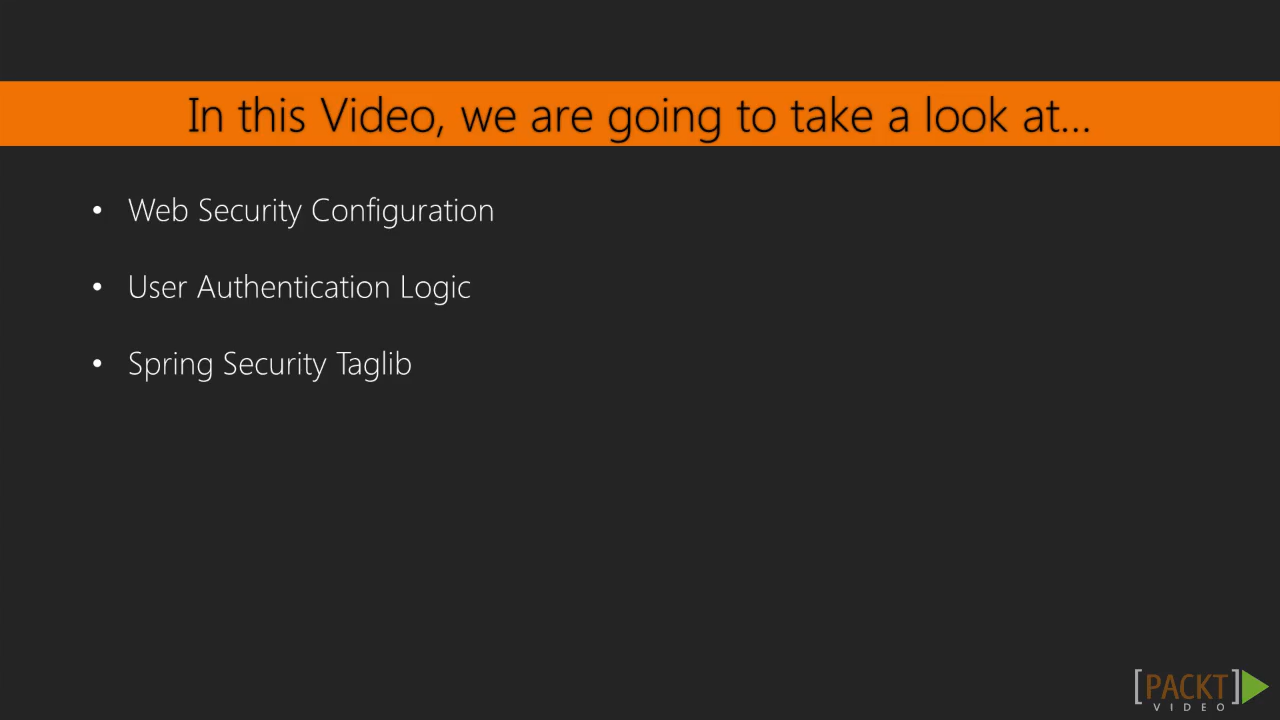 In this Video, we are going to take a look at...
• Web Security Configuration
• User Authentication Logic
• Spring Security Taglib
[PACKT]
VIDEO